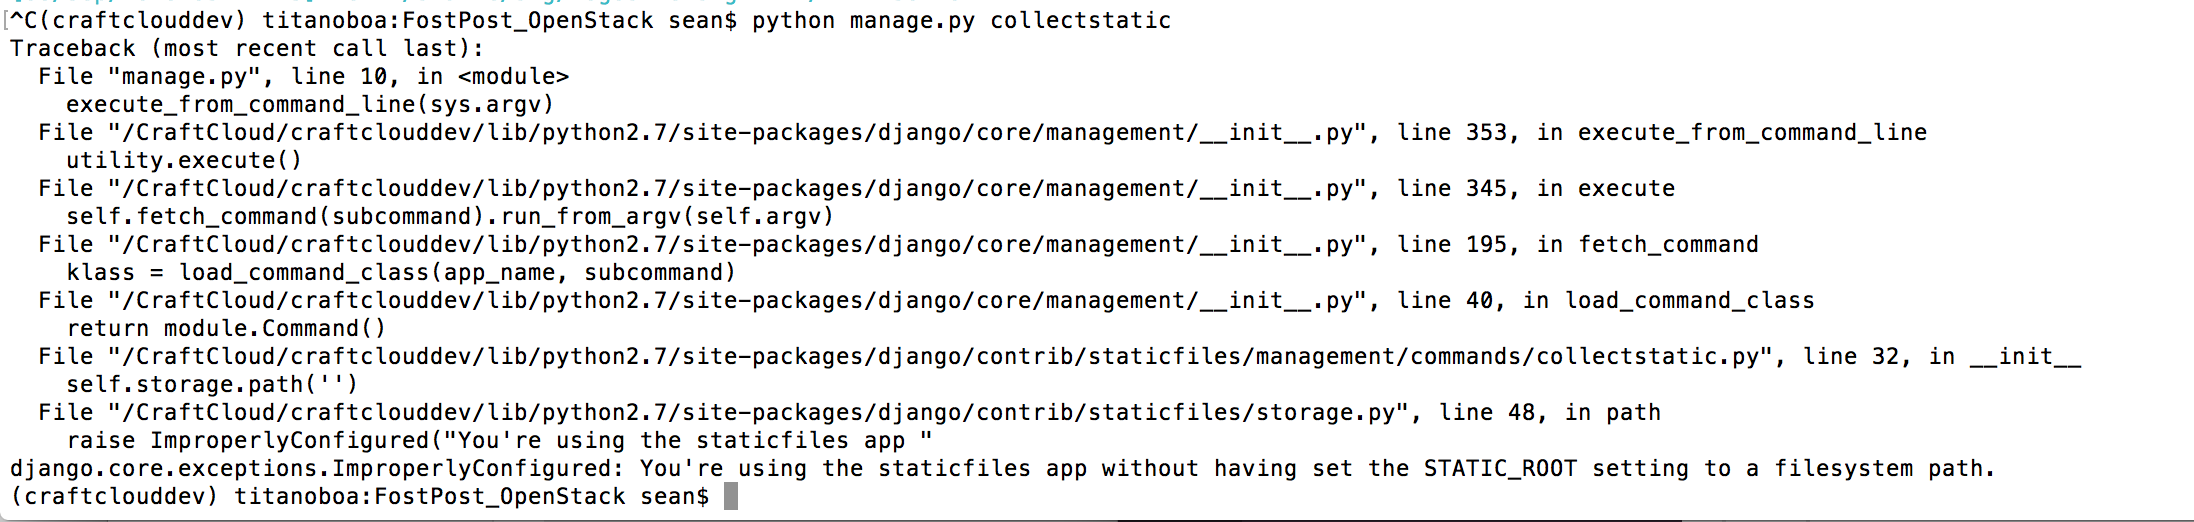 [^C(craftclouddev) titanoboa:FostPost_OpenStack sean$ python manage.py collectstatic
Traceback (most recent call last):
  File "manage.py", line 10, in <module>
    execute_from_command_line(sys.argv)
  File "/CraftCloud/craftclouddev/lib/python2.7/site-packages/django/core/management/__init__.py", line 353, in execute_from_command_line
    utility.execute()
  File "/CraftCloud/craftclouddev/lib/python2.7/site-packages/django/core/management/__init__.py", line 345, in execute
    self.fetch_command(subcommand).run_from_argv(self.argv)
  File "/CraftCloud/craftclouddev/lib/python2.7/site-packages/django/core/management/__init__.py", line 195, in fetch_command
    klass = load_command_class(app_name, subcommand)
  File "/CraftCloud/craftclouddev/lib/python2.7/site-packages/django/core/management/__init__.py", line 40, in load_command_class
    return module.Command()
  File "/CraftCloud/craftclouddev/lib/python2.7/site-packages/django/contrib/staticfiles/management/commands/collectstatic.py", line 32, in __init__
    self.storage.path('')
  File "/CraftCloud/craftclouddev/lib/python2.7/site-packages/django/contrib/staticfiles/storage.py", line 48, in path
    raise ImproperlyConfigured("You're using the staticfiles app "
django.core.exceptions.ImproperlyConfigured: You're using the staticfiles app without having set the STATIC_ROOT setting to a filesystem path.
(craftclouddev) titanoboa:FostPost_OpenStack sean$